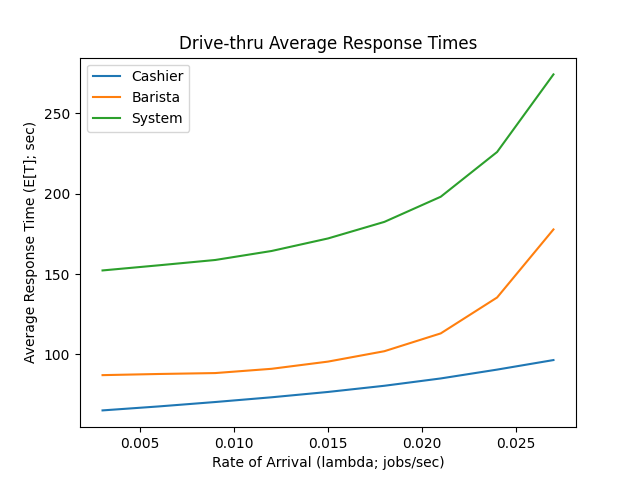 Drive-thru Average Response Times
Cashier
Barista
System
Average Response Time (E[T]; sec)
250
200
150
100
0.005 0.010 0.015 0.020 0.025
Rate of Arrival (lambda; jobs/sec)